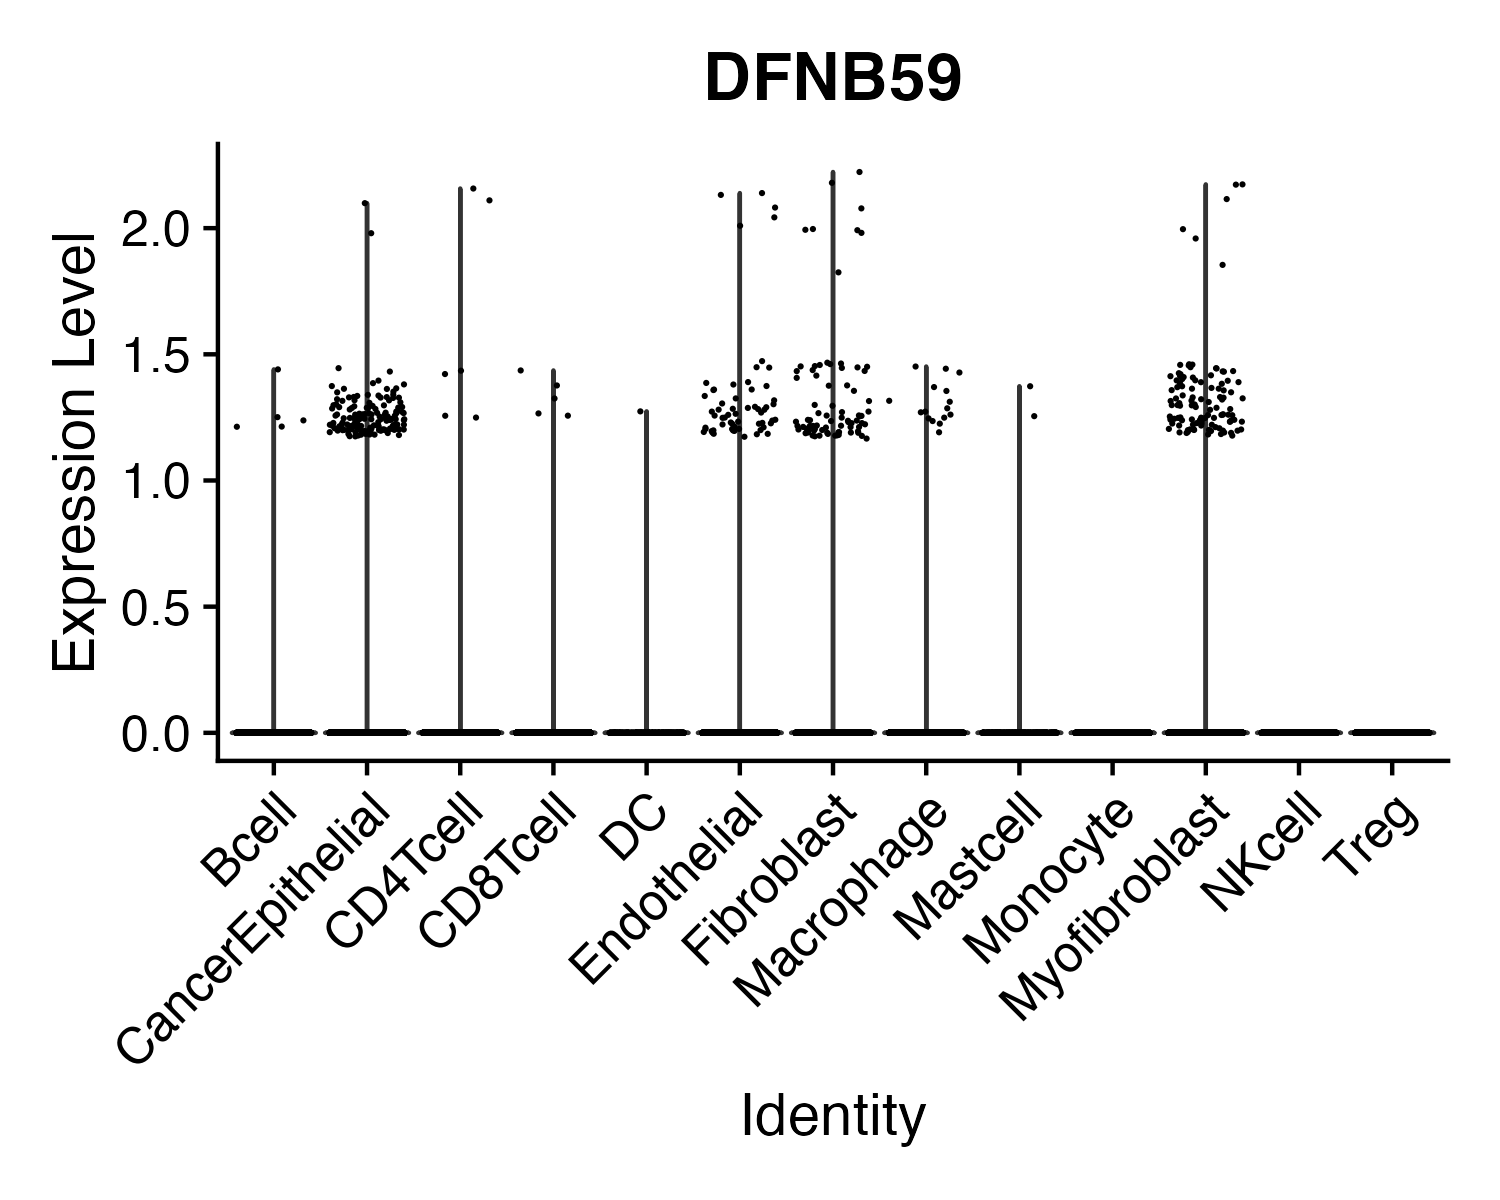 DFNB59
Expression Level
2.0
1.5
1.0
0.5
0.0
Bcell
CancerEpithelial
CD4Tcell
CD8Tcell
DC
Endothelial
Fibroblast
Macrophage
Mastcell
Monocyte
Myofibroblast
NKcell
Treg
Identity